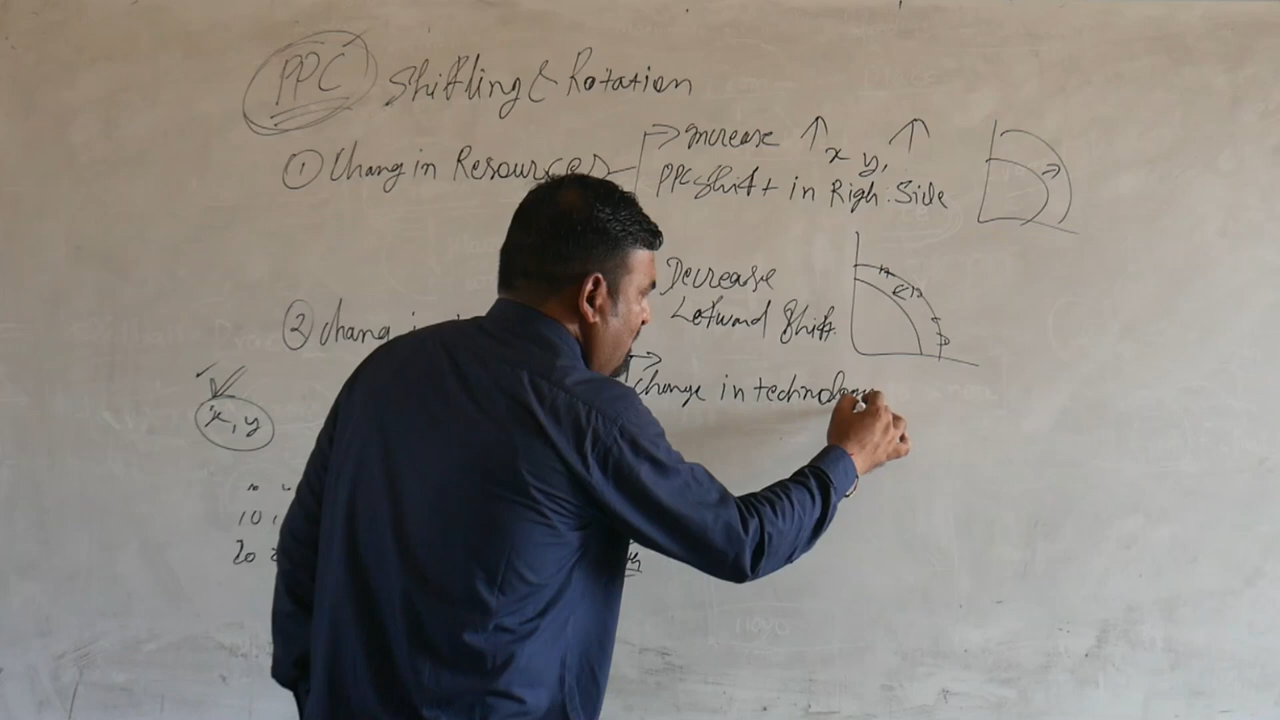 PPC Shifting & Rotation
① Chang in Resources → Increase ↑ x y, ↑
PPC Shift in Righ. Side
Decrease
Leftward Shift.
② Chang
→
Change in technology
x, y
10
20